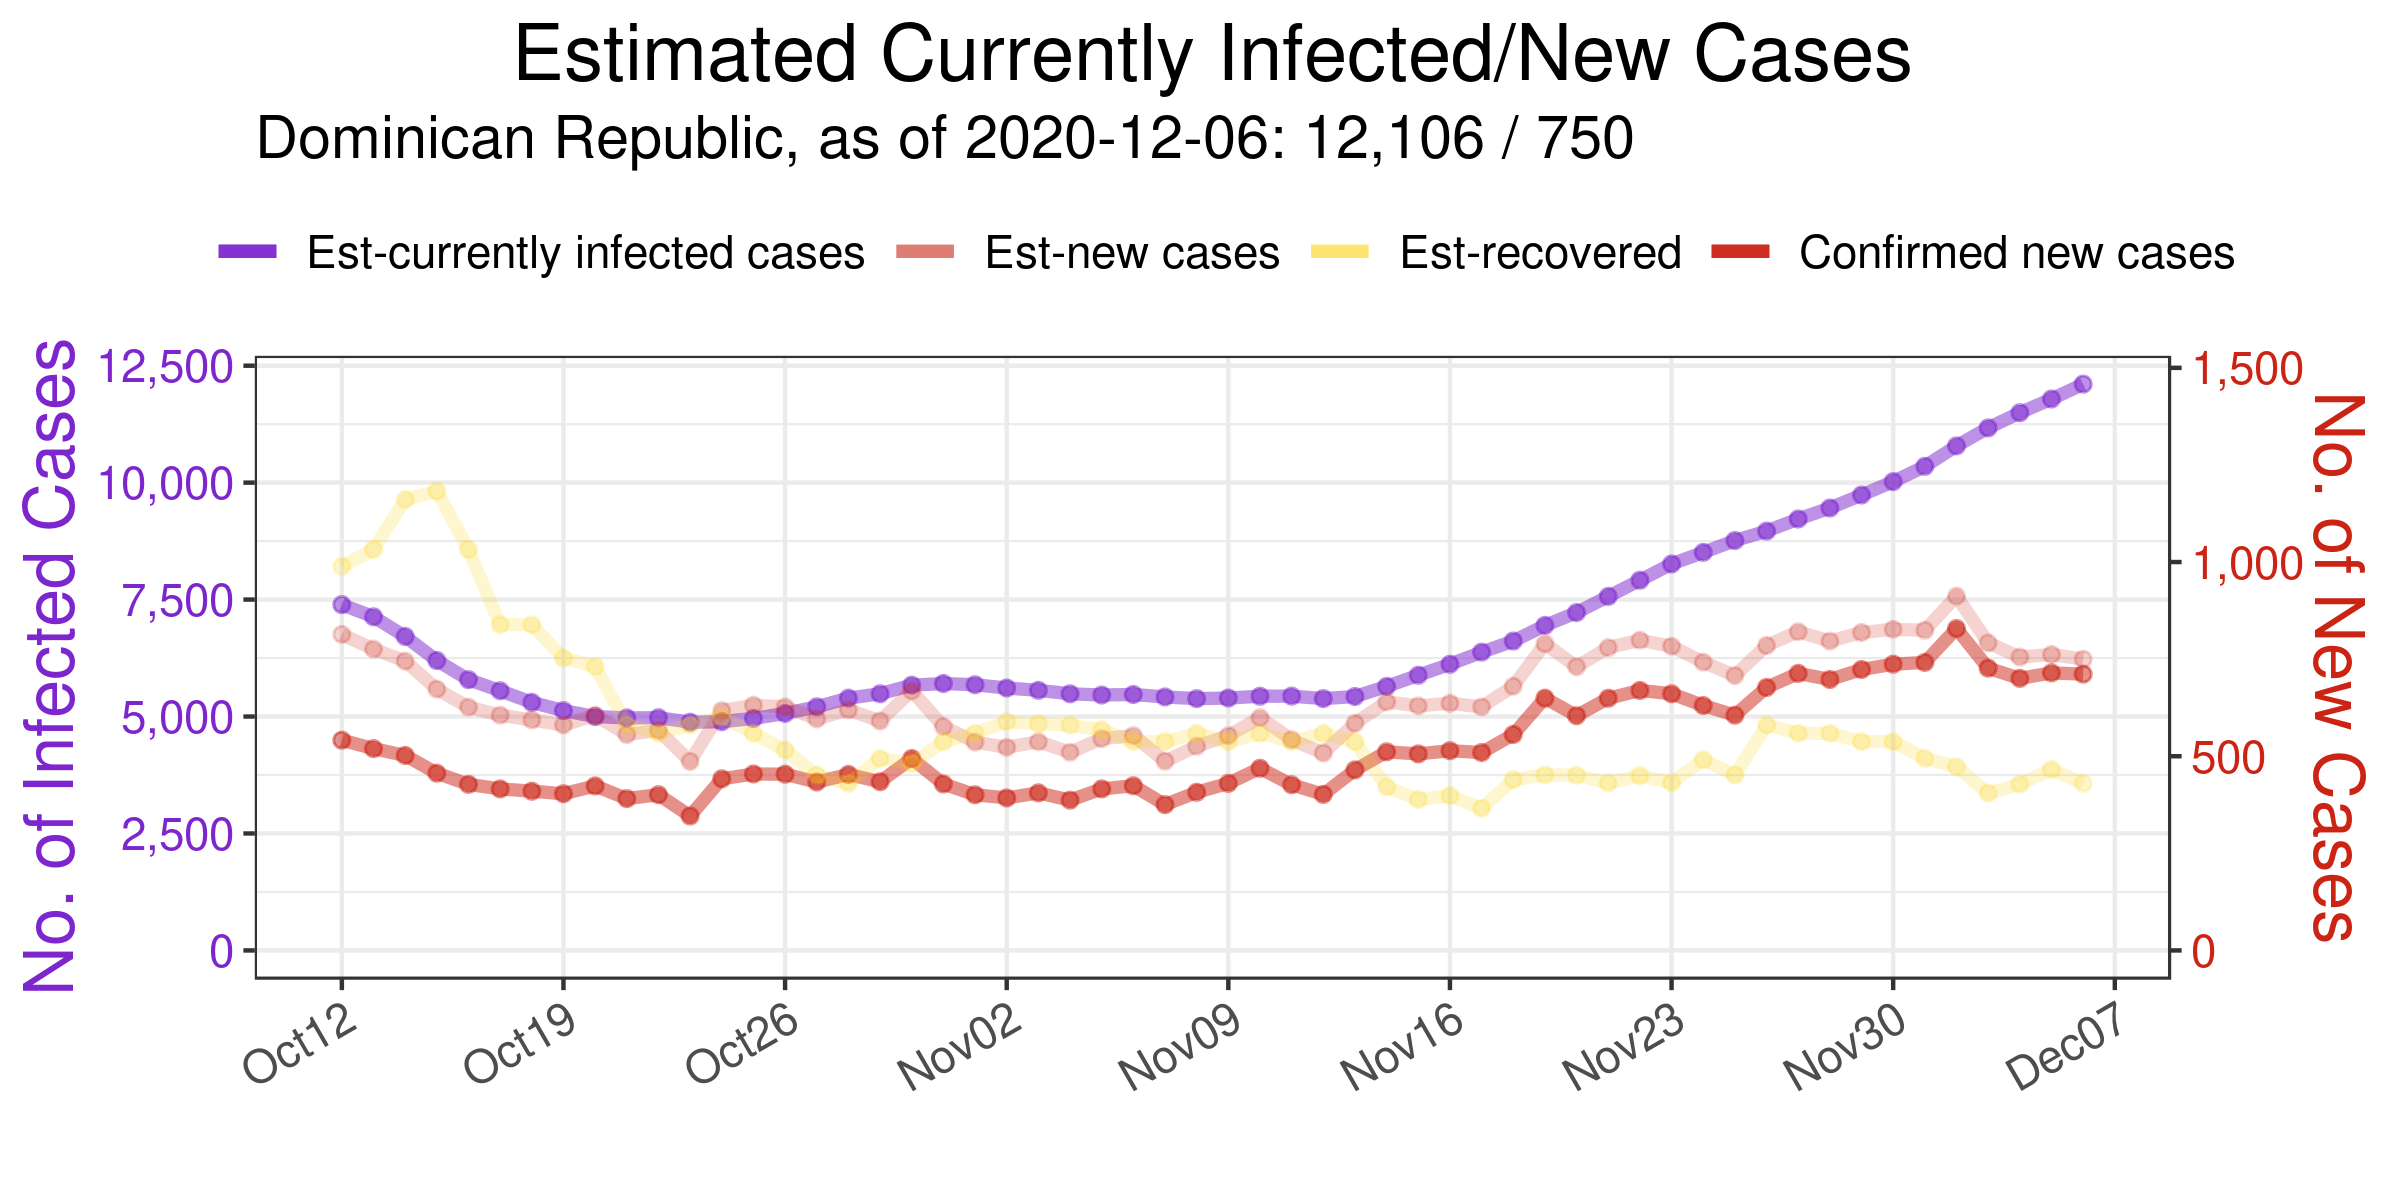 Estimated Currently Infected/New Cases
Dominican Republic, as of 2020-12-06: 12,106 / 750
Est-currently infected cases Est-new cases Est-recovered Confirmed new cases
No. of Infected Cases
12,500
10,000
7,500
5,000
2,500
0
1,500
1,000
500
0
No. of New Cases
Oct12 Oct19 Oct26 Nov02 Nov09 Nov16 Nov23 Nov30 Dec07